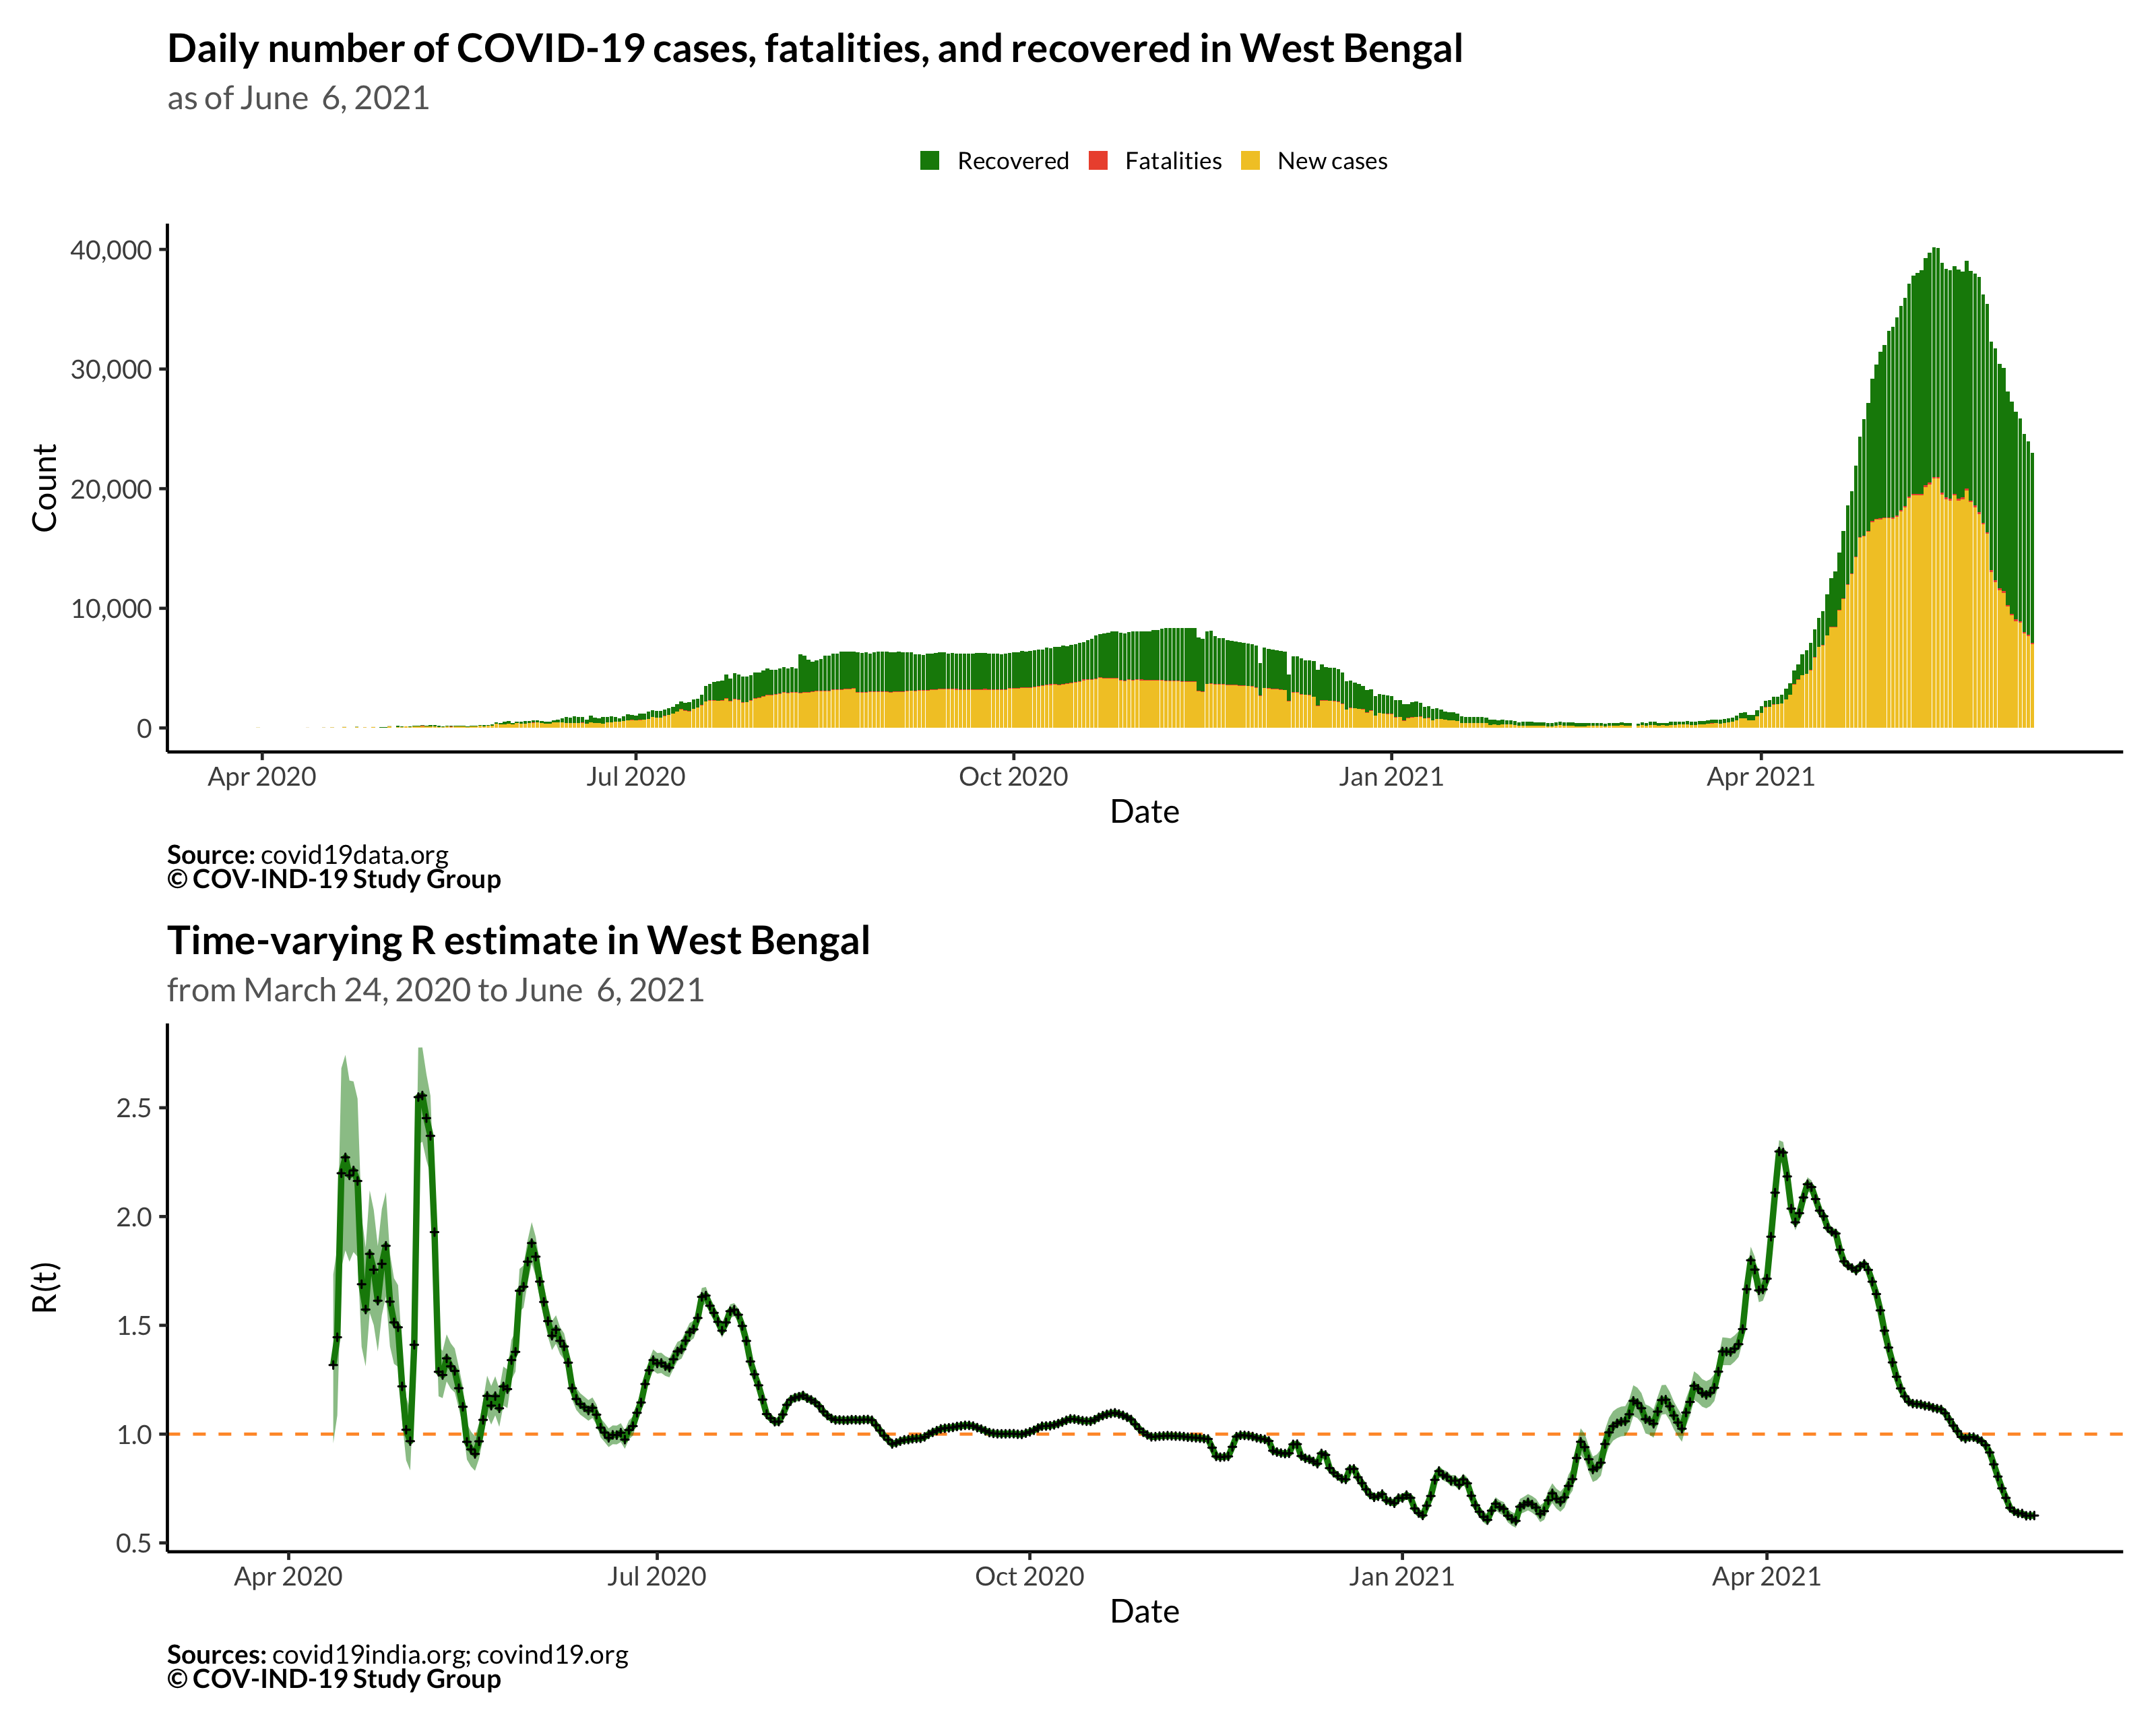 Daily number of COVID-19 cases, fatalities, and recovered in West Bengal
as of June  6, 2021
Recovered Fatalities New cases
40,000
30,000
20,000
10,000
0
Count
Apr 2020 Jul 2020 Oct 2020 Jan 2021 Apr 2021
Date
Source: covid19data.org
© COV-IND-19 Study Group
Time-varying R estimate in West Bengal
from March 24, 2020 to June  6, 2021
2.5
2.0
1.5
1.0
0.5
R(t)
Apr 2020 Jul 2020 Oct 2020 Jan 2021 Apr 2021
Date
Sources: covid19india.org; covind19.org
© COV-IND-19 Study Group